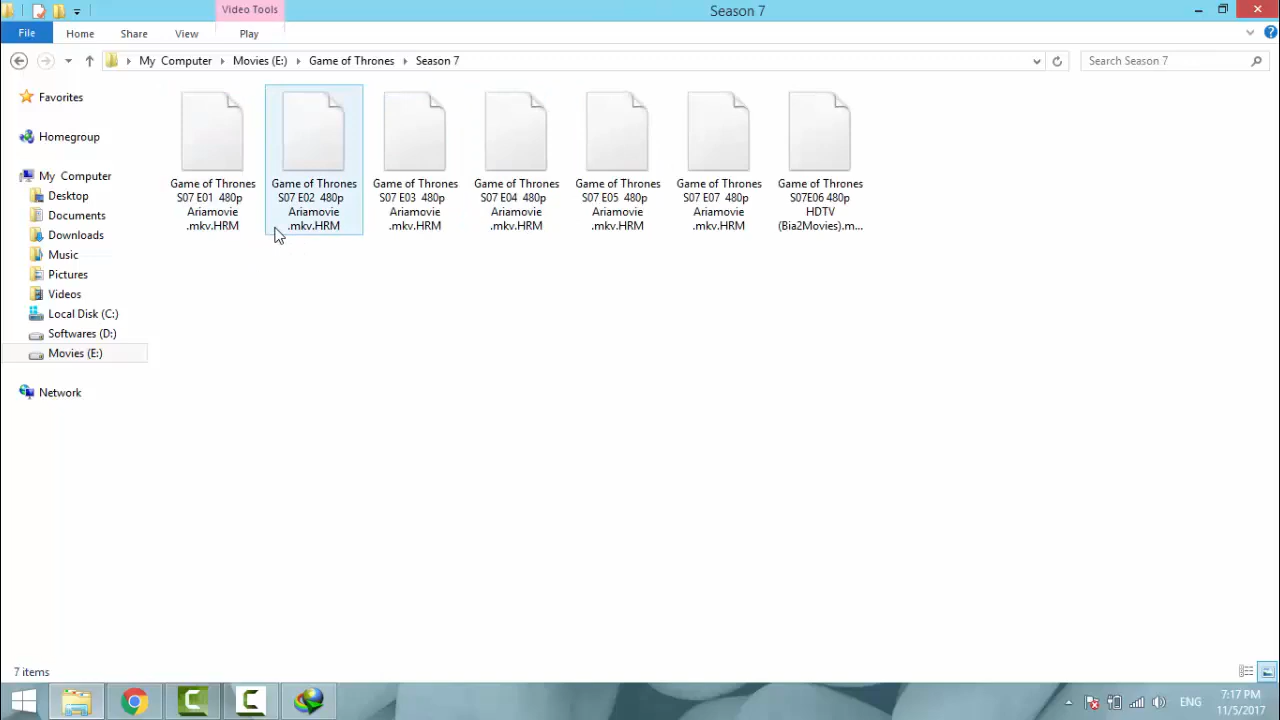 Video Tools
Season 7
File
Home
Share
View
Play
My Computer
Movies (E:)
Game of Thrones
Season 7
Search Season 7
Favorites
Homegroup
My Computer
Desktop
Documents
Downloads
Music
Pictures
Videos
Local Disk (C:)
Softwares (D:)
Movies (E:)
Network
Game of Thrones
S07 E01 480p
Ariamovie
.mkv.HRM
Game of Thrones
S07 E02 480p
Ariamovie
.mkv.HRM
Game of Thrones
S07 E03 480p
Ariamovie
.mkv.HRM
Game of Thrones
S07 E04 480p
Ariamovie
.mkv.HRM
Game of Thrones
S07 E05 480p
Ariamovie
.mkv.HRM
Game of Thrones
S07 E07 480p
Ariamovie
.mkv.HRM
Game of Thrones
S07E06 480p
HDTV
(Bia2Movies).m...
7 items
ENG
7:17 PM
11/5/2017